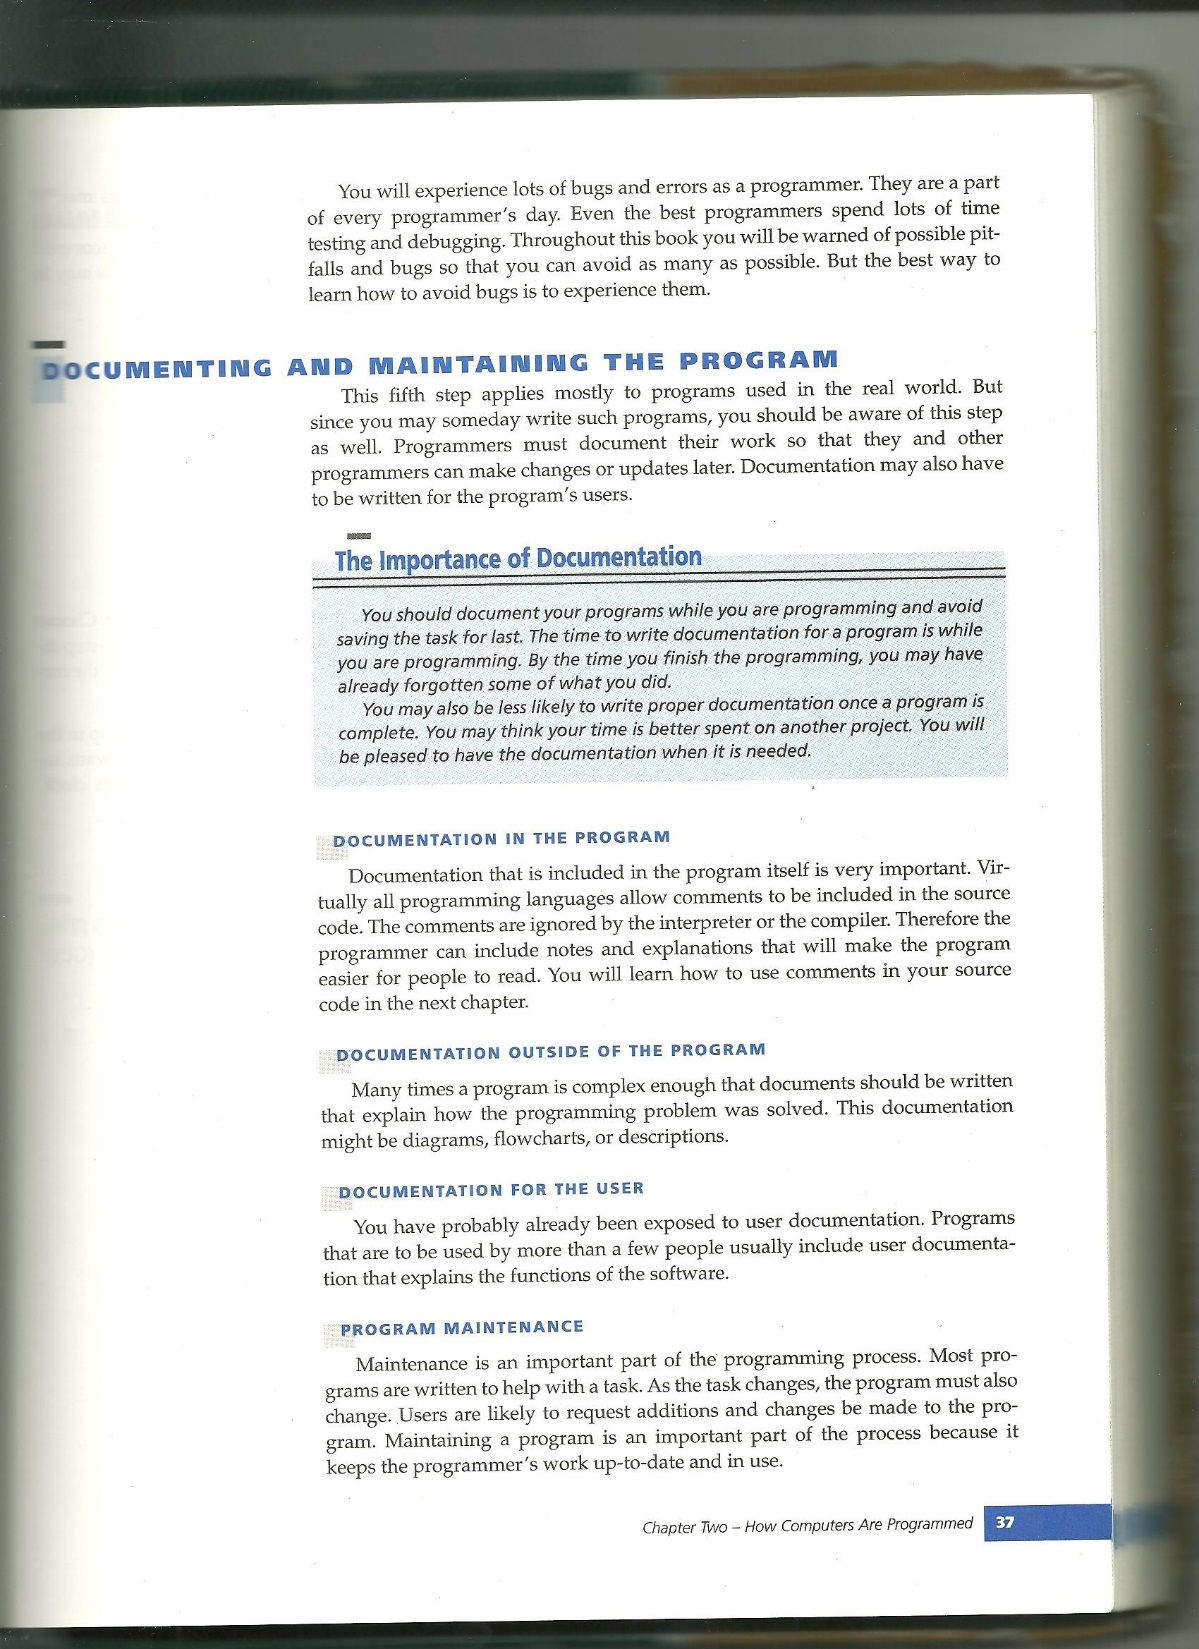 You will experience lots of bugs and errors as a programmer. They are a part
of every programmer's day. Even the best programmers spend lots of time
testing and debugging. Throughout this book you will be warned of possible pit-
falls and bugs so that you can avoid as many as possible. But the best way to
learn how to avoid bugs is to experience them.
DOCUMENTING AND MAINTAINING THE PROGRAM
This fifth step applies mostly to programs used in the real world. But
since you may someday write such programs, you should be aware of this step
as well. Programmers must document their work so that they and other
programmers can make changes or updates later. Documentation may also have
to be written for the program's users.
The Importance of Documentation
You should document your programs while you are programming and avoid
saving the task for last. The time to write documentation for a program is while
you are programming. By the time you finish the programming, you may have
already forgotten some of what you did.
You may also be less likely to write proper documentation once a program is
complete. You may think your time is better spent on another project. You will
be pleased to have the documentation when it is needed.
DOCUMENTATION IN THE PROGRAM
Documentation that is included in the program itself is very important. Vir-
tually all programming languages allow comments to be included in the source
code. The comments are ignored by the interpreter or the compiler. Therefore the
programmer can include notes and explanations that will make the program
easier for people to read. You will learn how to use comments in your source
code in the next chapter.
DOCUMENTATION OUTSIDE OF THE PROGRAM
Many times a program is complex enough that documents should be written
that explain how the programming problem was solved. This documentation
might be diagrams, flowcharts, or descriptions.
DOCUMENTATION FOR THE USER
You have probably already been exposed to user documentation. Programs
that are to be used by more than a few people usually include user documenta-
tion that explains the functions of the software.
PROGRAM MAINTENANCE
Maintenance is an important part of the programming process. Most pro-
grams are written to help with a task. As the task changes, the program must also
change. Users are likely to request additions and changes be made to the pro-
gram. Maintaining a program is an important part of the process because it
keeps the programmer's work up-to-date and in use.
Chapter Two – How Computers Are Programmed 37